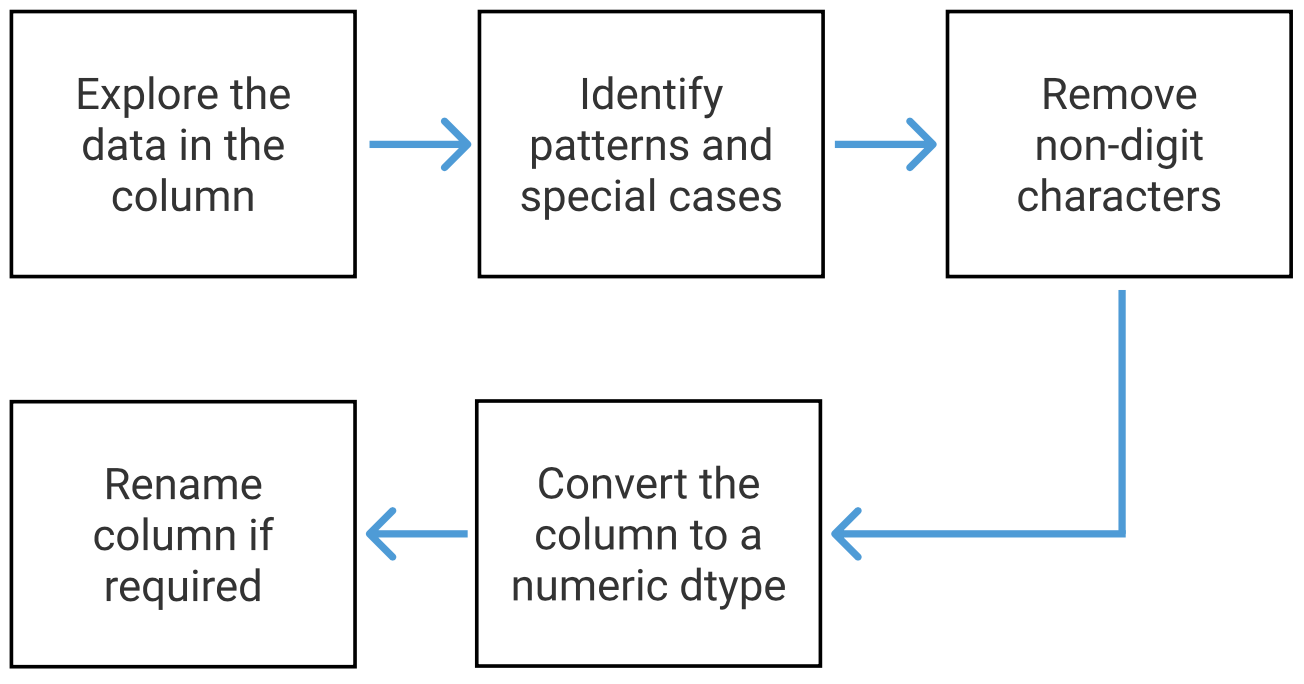 Explore the
data in the
column
Identify
patterns and
special cases
Remove
non-digit
characters
Convert the
column to a
numeric dtype
Rename
column if
required